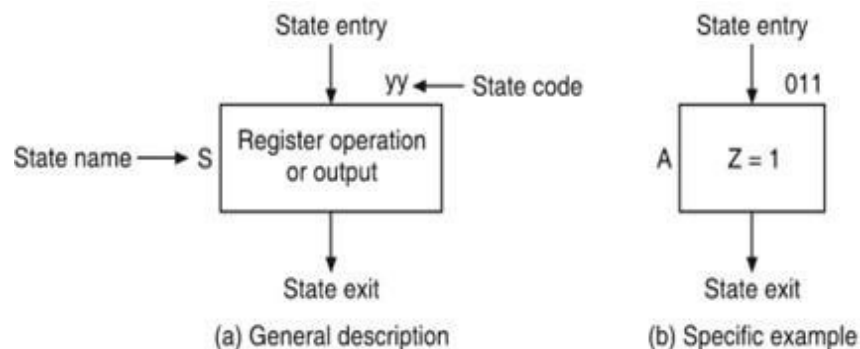 State entry
yy
State code
State name
S
Register operation
or output
State exit
(a) General description
State entry
011
A
Z = 1
State exit
(b) Specific example